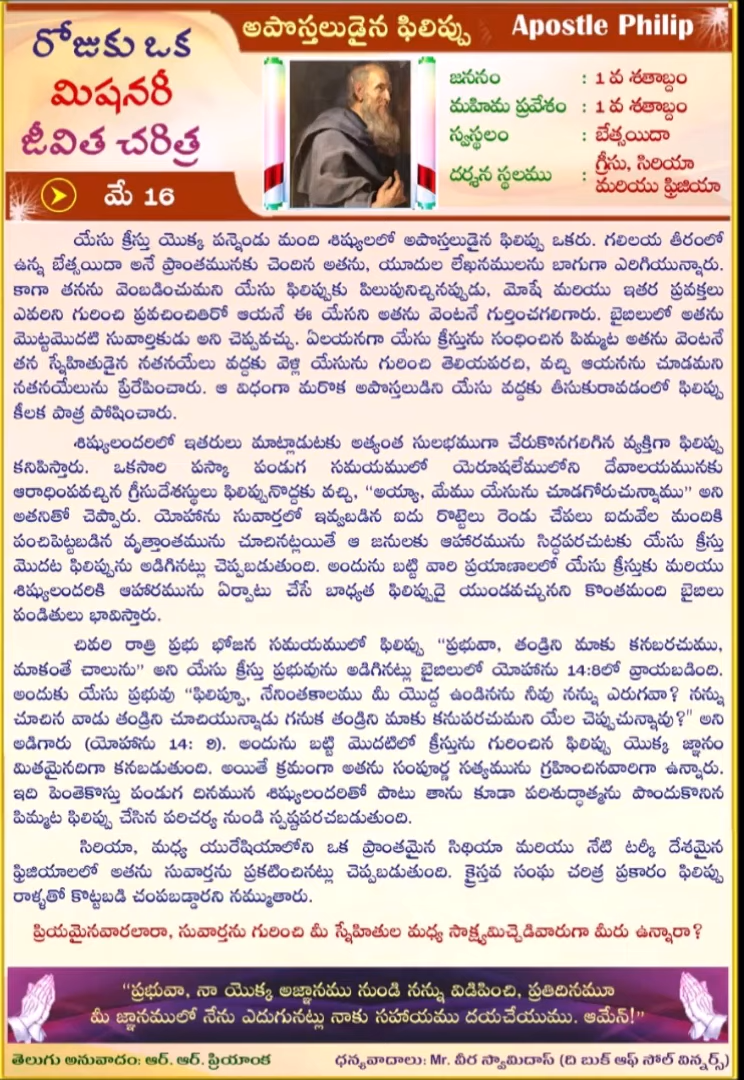 రోజుకు ఒక
మిషనరీ
జీవిత చరిత్ర
మే 16
అపొస్తలుడైన ఫిలిప్పు Apostle Philip
జననం : 1 వ శతాబ్దం
మహిమ ప్రవేశం : 1 వ శతాబ్దం
స్వస్థలం : బేత్సయిదా
దర్శన స్థలము : గ్రీసు, సిరియా
మరియు ఫ్రిజియా
యేసు క్రీస్తు యొక్క పన్నెండు మంది శిష్యులలో అపొస్తలుడైన ఫిలిప్పు ఒకరు. గలిలయ తీరంలో
ఉన్న బేత్సయిదా అనే ప్రాంతమునకు చెందిన అతను, యూదుల లేఖనములను బాగుగా ఎరిగియున్నారు.
కాగా తనను వెంబడించుమని యేసు ఫిలిప్పుకు పిలుపునిచ్చినప్పుడు, మోషే మరియు ఇతర ప్రవక్తలు
ఎవరిని గురించి ప్రవచించితిరో ఆయనే ఈ యేసని అతను వెంటనే గుర్తించగలిగారు. బైబిలులో అతను
మొట్టమొదటి సువార్తికుడు అని చెప్పవచ్చు. ఏలయనగా యేసు క్రీస్తును సంధించిన పిమ్మట అతను వెంటనే
తన స్నేహితుడైన నతనయేలు వద్దకు వెళ్లి యేసును గురించి తెలియపరచి, వచ్చి ఆయనను చూడమని
నతనయేలును ప్రేరేపించారు. ఆ విధంగా మరొక అపొస్తలుడిని యేసు వద్దకు తీసుకురావడంలో ఫిలిప్పు
కీలక పాత్ర పోషించారు.
శిష్యులందరిలో ఇతరులు మాట్లాడుటకు అత్యంత సులభముగా చేరుకొనగలిగిన వ్యక్తిగా ఫిలిప్పు
కనిపిస్తారు. ఒకసారి పస్కా పండుగ సమయములో యెరూషలేములోని దేవాలయమునకు
ఆరాధింపవచ్చిన గ్రీసుదేశస్థులు ఫిలిప్పునొద్దకు వచ్చి, “అయ్యా, మేము యేసును చూడగోరుచున్నాము” అని
అతనితో చెప్పారు. యోహాను సువార్తలో ఇవ్వబడిన ఐదు రొట్టెలు రెండు చేపలు ఐదువేల మందికి
పంచిపెట్టబడిన వృత్తాంతమును చూచినట్లయితే ఆ జనులకు ఆహారమును సిద్ధపరచుటకు యేసు క్రీస్తు
మొదట ఫిలిప్పును అడిగినట్లు చెప్పబడుతుంది. అందును బట్టి వారి ప్రయాణాలలో యేసు క్రీస్తుకు మరియు
శిష్యులందరికి ఆహారమును ఏర్పాటు చేసే బాధ్యత ఫిలిప్పుదై యుండవచ్చునని కొంతమంది బైబిలు
పండితులు భావిస్తారు.
చివరి రాత్రి ప్రభు భోజన సమయములో ఫిలిప్పు “ప్రభువా, తండ్రిని మాకు కనబరచుము,
మాకంతే చాలును” అని యేసు క్రీస్తు ప్రభువును అడిగినట్లు బైబిలులో యోహాను 14:8లో వ్రాయబడింది.
అందుకు యేసు ప్రభువు “ఫిలిప్పూ, నేనింతకాలము మీ యొద్ద ఉండినను నీవు నన్ను ఎరుగవా? నన్ను
చూచిన వాడు తండ్రిని చూచియున్నాడు గనుక తండ్రిని మాకు కనుపరచుమని యేల చెప్పుచున్నావు?” అని
అడిగారు (యోహాను 14: 9). అందును బట్టి మొదటిలో క్రీస్తును గురించిన ఫిలిప్పు యొక్క జ్ఞానం
మితమైనదిగా కనబడుతుంది. అయితే క్రమంగా అతను సంపూర్ణ సత్యమును గ్రహించినవారిగా ఉన్నారు.
ఇది పెంతెకొస్తు పండుగ దినమున శిష్యులందరితో పాటు తాను కూడా పరిశుద్ధాత్మను పొందుకొనిన
పిమ్మట ఫిలిప్పు చేసిన పరిచర్య నుండి స్పష్టపరచబడుతుంది.
సిరియా, మధ్య యురేషియాలోని ఒక ప్రాంతమైన సిథియా మరియు నేటి టర్కీ దేశమైన
ఫ్రిజియాలలో అతను సువార్తను ప్రకటించినట్లు చెప్పబడుతుంది. క్రైస్తవ సంఘ చరిత్ర ప్రకారం ఫిలిప్పు
రాళ్ళతో కొట్టబడి చంపబడ్డారని నమ్ముతారు.
ప్రియమైనవారలారా, సువార్తను గురించి మీ స్నేహితుల మధ్య సాక్ష్యమిచ్చెడివారుగా మీరు ఉన్నారా?
“ప్రభువా, నా యొక్క అజ్ఞానము నుండి నన్ను విడిపించి, ప్రతిదినమూ
మీ జ్ఞానములో నేను ఎదుగునట్లు నాకు సహాయము దయచేయుము. ఆమేన్!”
తెలుగు అనువాదం: ఆర్. ఆర్. ప్రియాంక ధన్యవాదాలు: Mr. వీర స్వామిదాస్ (ది బుక్ ఆఫ్ సోల్ విన్నర్స్)